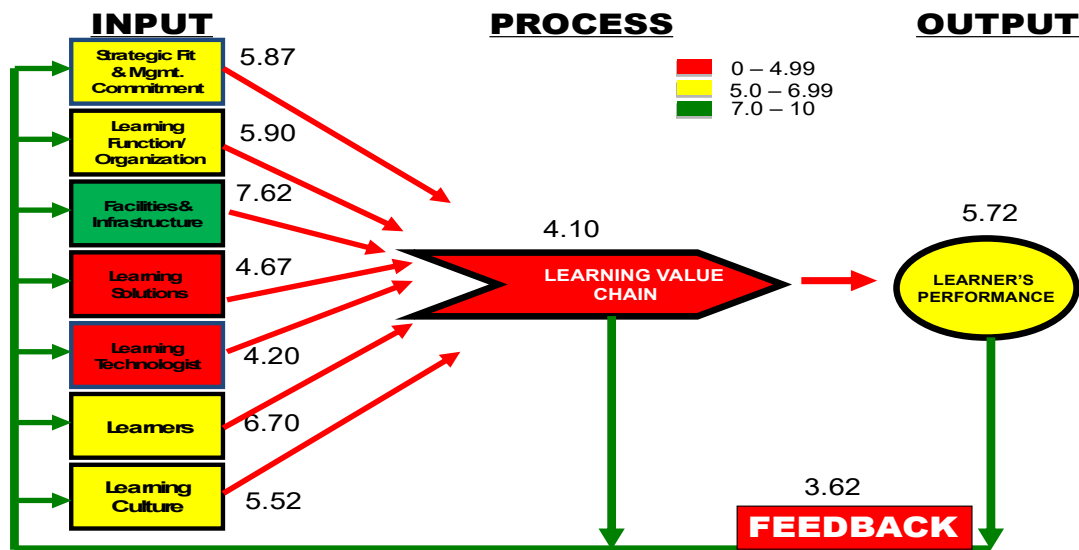 INPUT
PROCESS
OUTPUT
Strategic Fit
& Mgmt.
Commitment
5.87
0 – 4.99
5.0 – 6.99
7.0 – 10
Learning
Function/
Organization
5.90
Facilities &
Infrastructure
7.62
4.10
5.72
Learning
Solutions
4.67
LEARNING VALUE
CHAIN
LEARNER'S
PERFORMANCE
Learning
Technologist
4.20
Learners
6.70
Learning
Culture
5.52
3.62
FEEDBACK